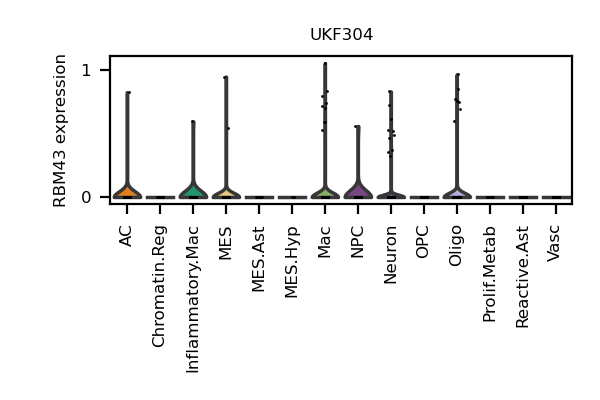 UKF304
RBM43 expression
1
0
AC
Chromatin.Reg
Inflammatory.Mac
MES
MES.Ast
MES.Hyp
Mac
NPC
Neuron
OPC
Oligo
Prolif.Metab
Reactive.Ast
Vasc